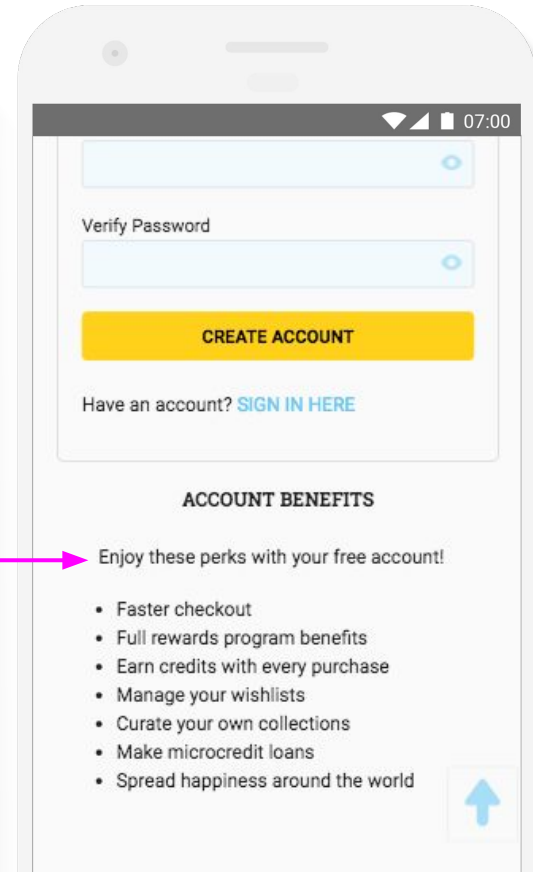 07:00
Verify Password
CREATE ACCOUNT
Have an account? SIGN IN HERE
ACCOUNT BENEFITS
Enjoy these perks with your free account!
• Faster checkout
• Full rewards program benefits
• Earn credits with every purchase
• Manage your wishlists
• Curate your own collections
• Make microcredit loans
• Spread happiness around the world